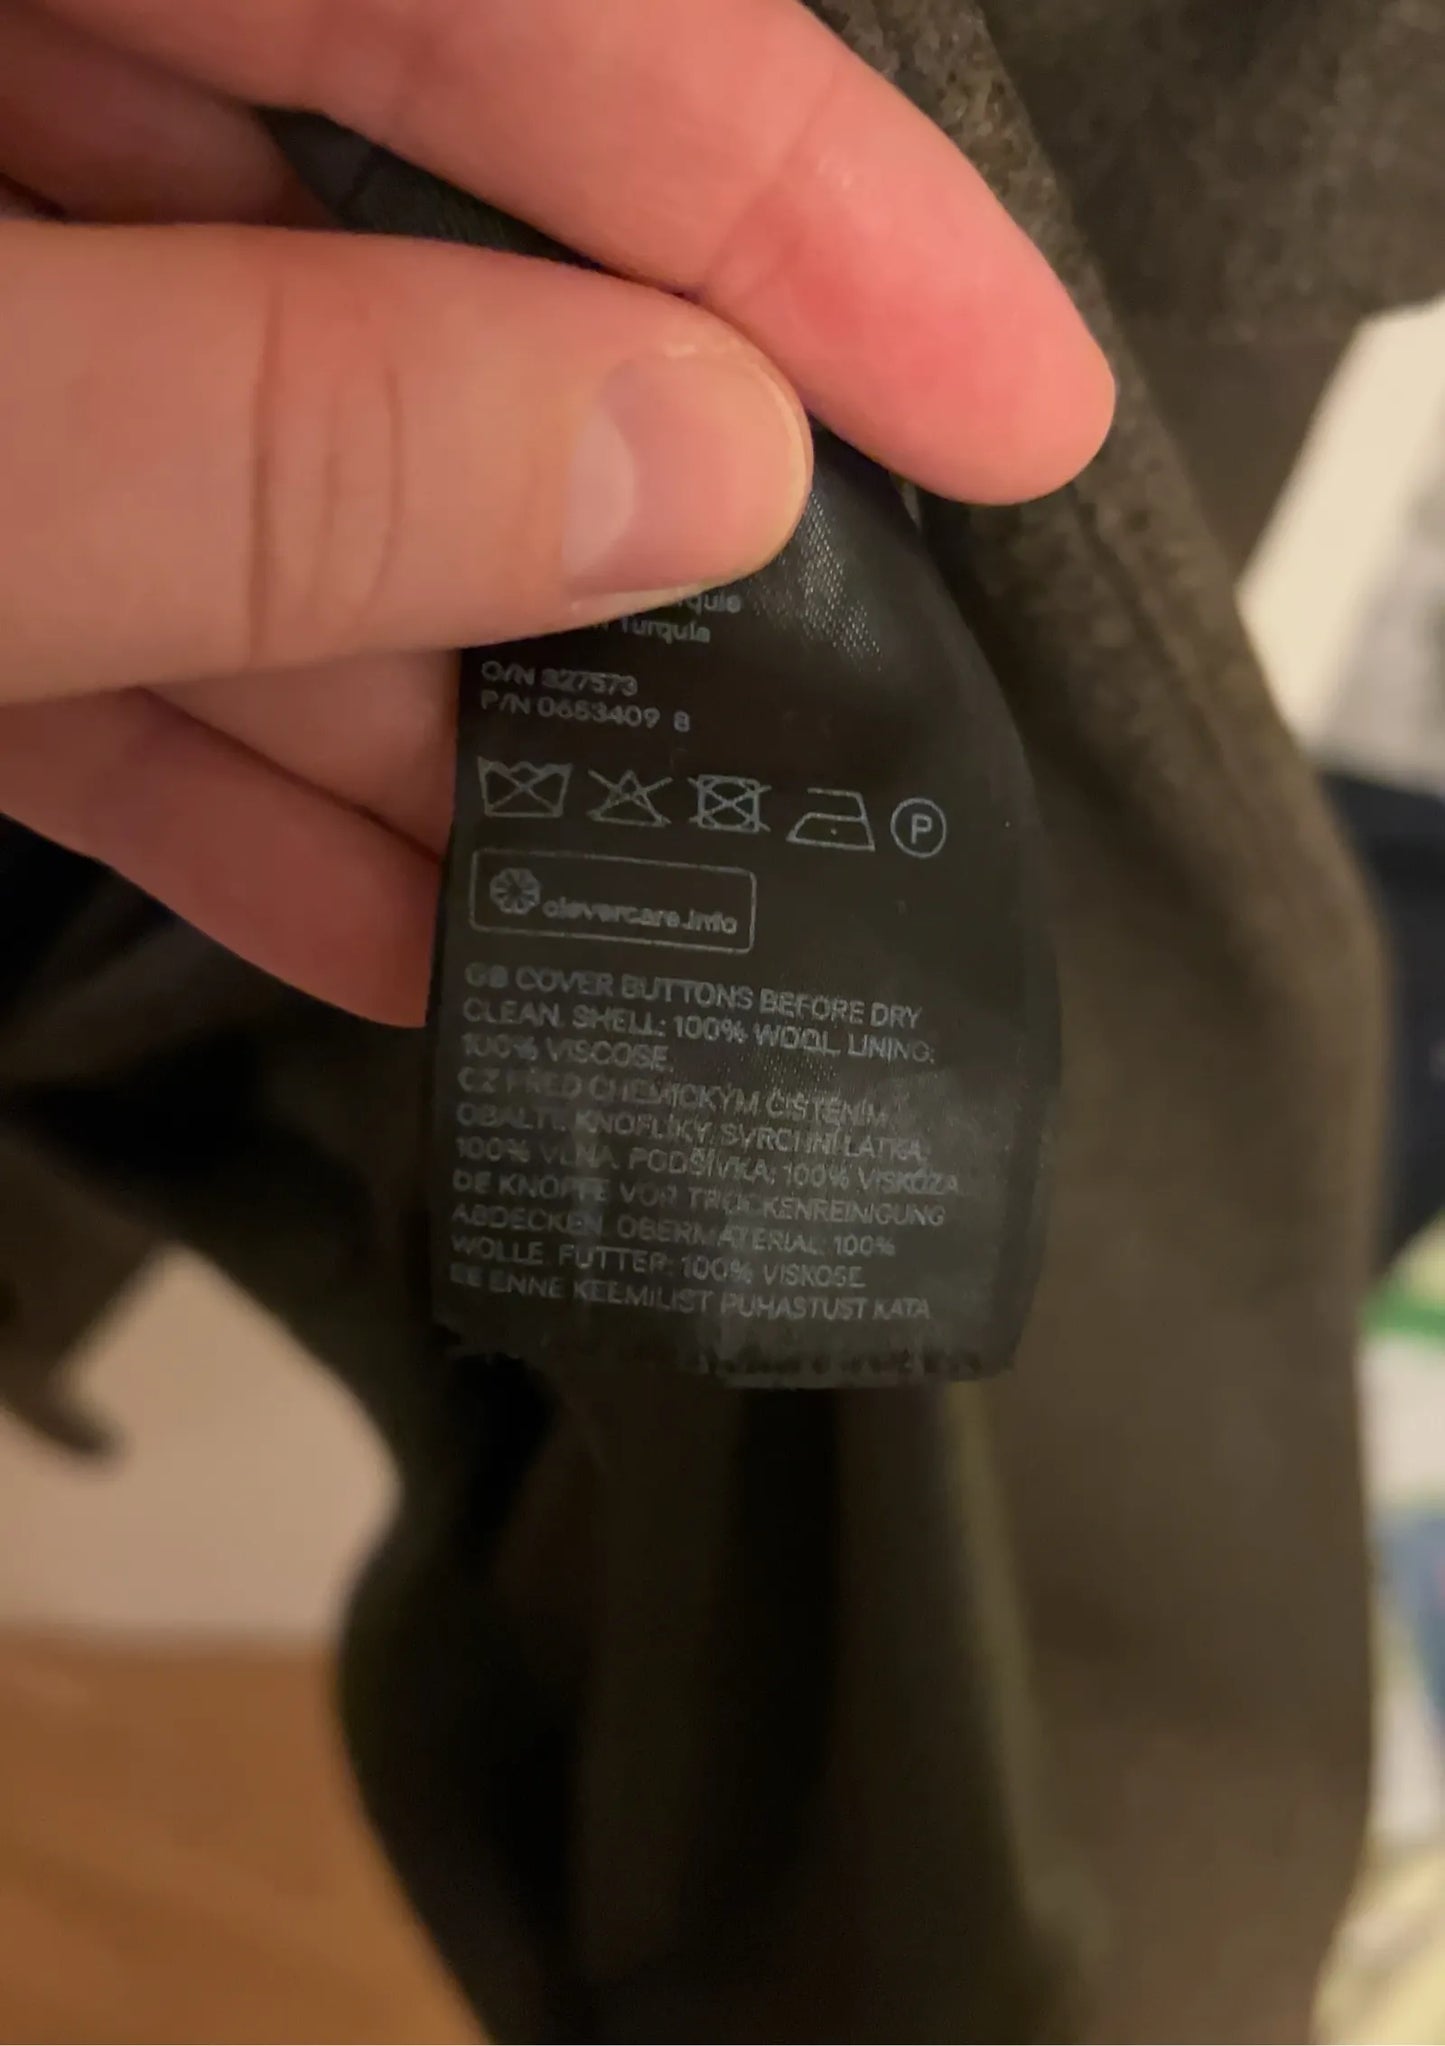 Turquie
O/N 327573
P/N 0653409 8
P
clevercare.info
GB COVER BUTTONS BEFORE DRY
CLEAN. SHELL: 100% WOOL. LINING:
100% VISCOSE.
CZ PŘED CHEMICKÝM ČIŠTĚNÍM
OBALTE KNOFLÍKY. SVRCHNÍ LÁTKA:
100% VLNA. PODŠÍVKA: 100% VISKÓZA.
DE KNÖPFE VOR TROCKENREINIGUNG
ABDECKEN. OBERMATERIAL: 100%
WOLLE. FUTTER: 100% VISKOSE.
EE ENNE KEEMILIST PUHASTUST KATA